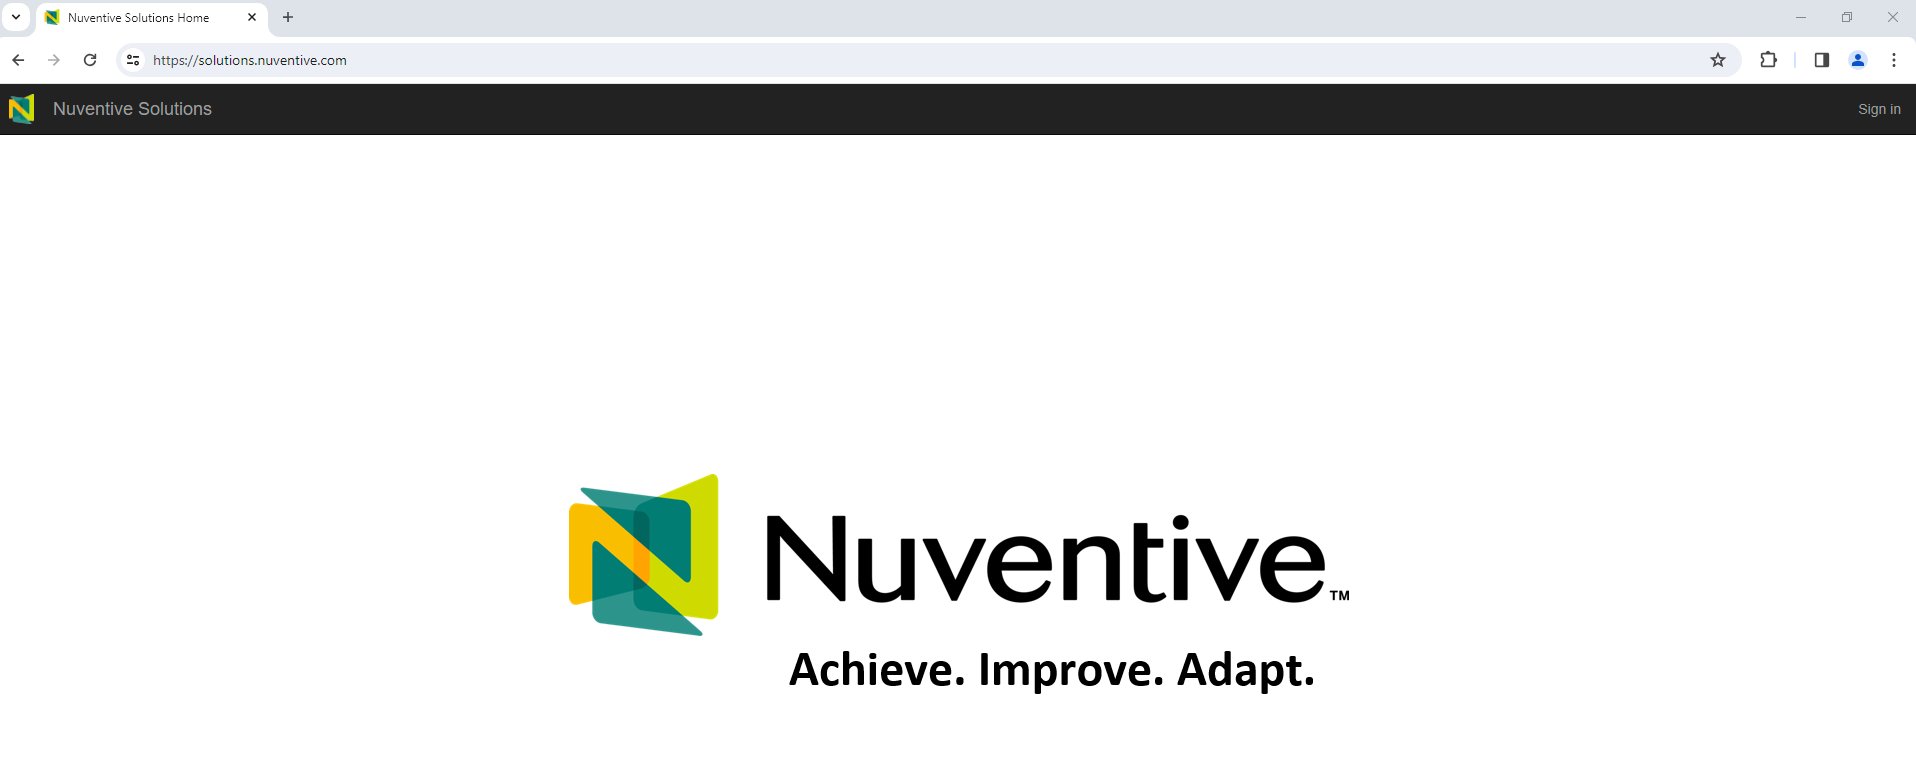 Nuventive Solutions Home
https://solutions.nuventive.com
Nuventive Solutions
Sign in
Nuventive™
Achieve. Improve. Adapt.